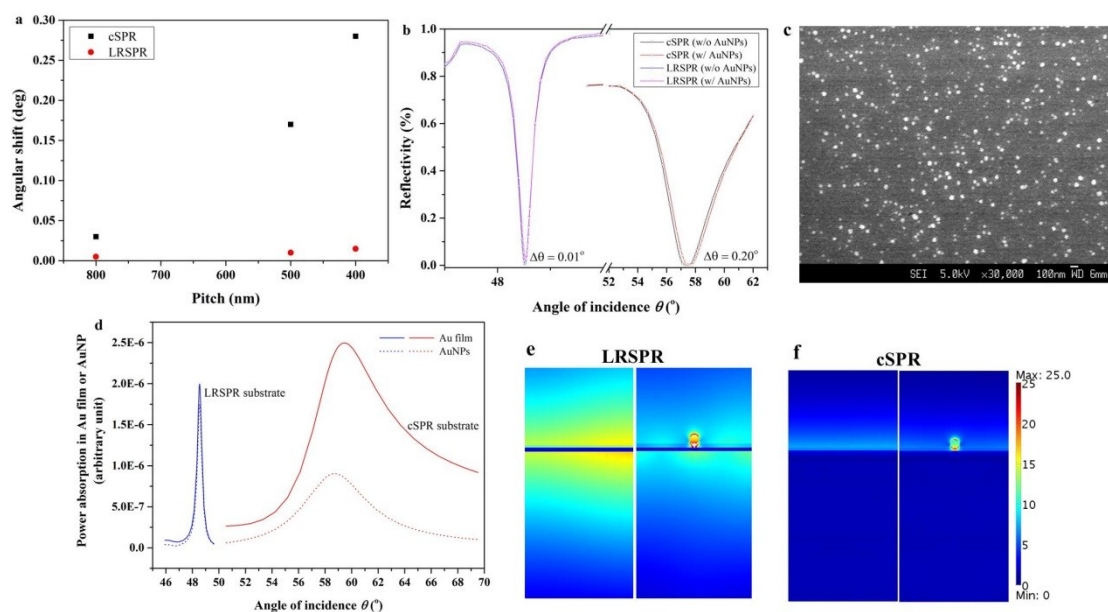 a
0.30
0.25
0.20
0.15
0.10
0.05
0.00
Angular shift (deg)
cSPR
LRSPR
800
700
600
500
400
Pitch (nm)
b
1.0
0.8
0.6
0.4
0.2
0.0
Reflectivity (%)
cSPR (w/o AuNPs)
cSPR (w/ AuNPs)
LRSPR (w/o AuNPs)
LRSPR (w/ AuNPs)
Δθ = 0.01°
Δθ = 0.20°
48
52
54
56
58
60
62
Angle of incidence θ (°)
c
SEI 5.0kV ×30,000 100nm WD 6mm
d
2.5E-6
2.0E-6
1.5E-6
1.0E-6
5.0E-7
0.0
Power absorption in Au film or AuNP
(arbitrary unit)
Au film
AuNPs
LRSPR substrate
cSPR substrate
46 48 50 52 54 56 58 60 62 64 66 68 70
Angle of incidence θ (°)
e
LRSPR
f
cSPR
Max: 25.0
25
20
15
10
5
0
Min: 0